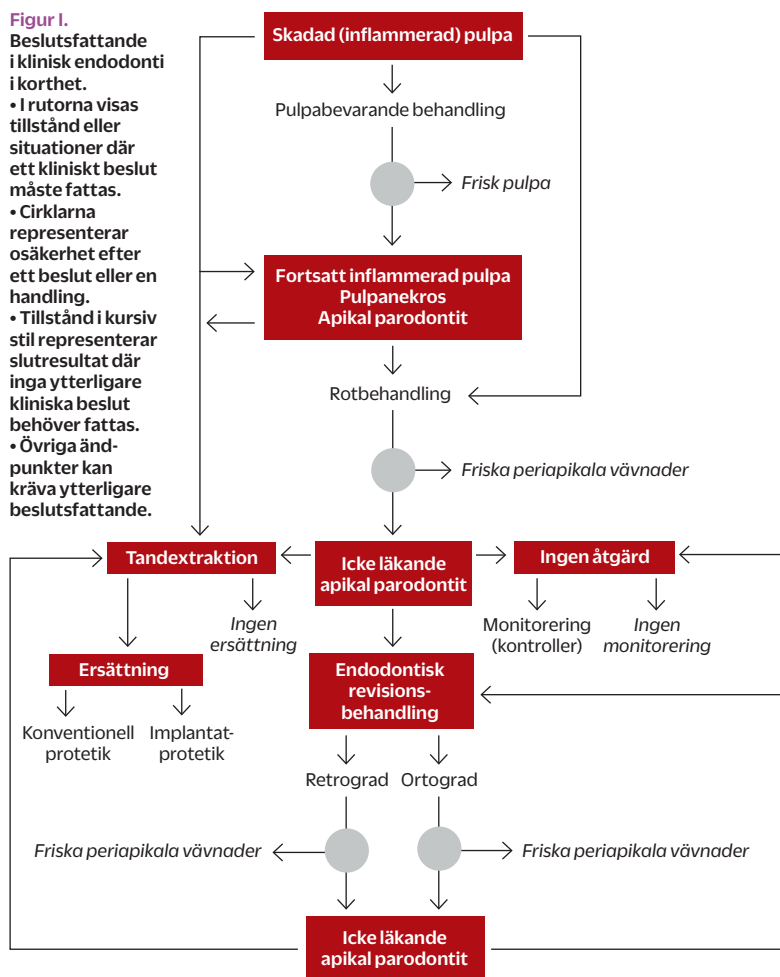 Figur I.
Beslutsfattande
i klinisk endodonti
i korthet.
• I rutorna visas
tillstånd eller
situationer där
ett kliniskt beslut
måste fattas.
• Cirklarna
representerar
osäkerhet efter
ett beslut eller en
handling.
• Tillstånd i kursiv
stil representerar
slutresultat där
inga ytterligare
kliniska beslut
behöver fattas.
• Övriga änd-
punkter kan
kräva ytterligare
beslutsfattande.
Skadad (inflammerad) pulpa
Pulpabevarande behandling
Frisk pulpa
Fortsatt inflammerad pulpa
Pulpanekros
Apikal parodontit
Rotbehandling
Friska periapikala vävnader
Tandextraktion
Icke läkande
apikal parodontit
Ingen åtgärd
Ingen
ersättning
Monitorering
(kontroller)
Ingen
monitorering
Ersättning
Konventionell
protetik
Implantat-
protetik
Endodontisk
revisions-
behandling
Retrograd
Ortograd
Friska periapikala vävnader
Friska periapikala vävnader
Icke läkande
apikal parodontit